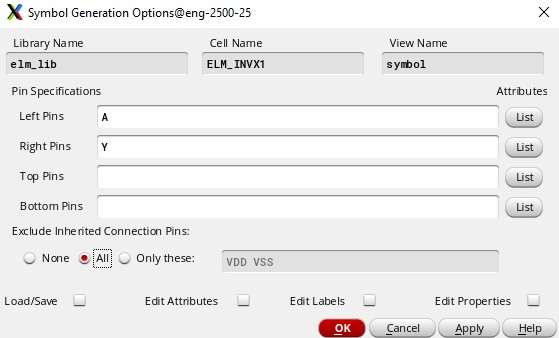 Symbol Generation Options@eng-2500-25
Library Name Cell Name View Name
elm_lib ELM_INVX1 symbol
Pin Specifications Attributes
Left Pins A List
Right Pins Y List
Top Pins List
Bottom Pins List
Exclude Inherited Connection Pins:
None All Only these: VDD VSS
Load/Save Edit Attributes Edit Labels Edit Properties
OK Cancel Apply Help